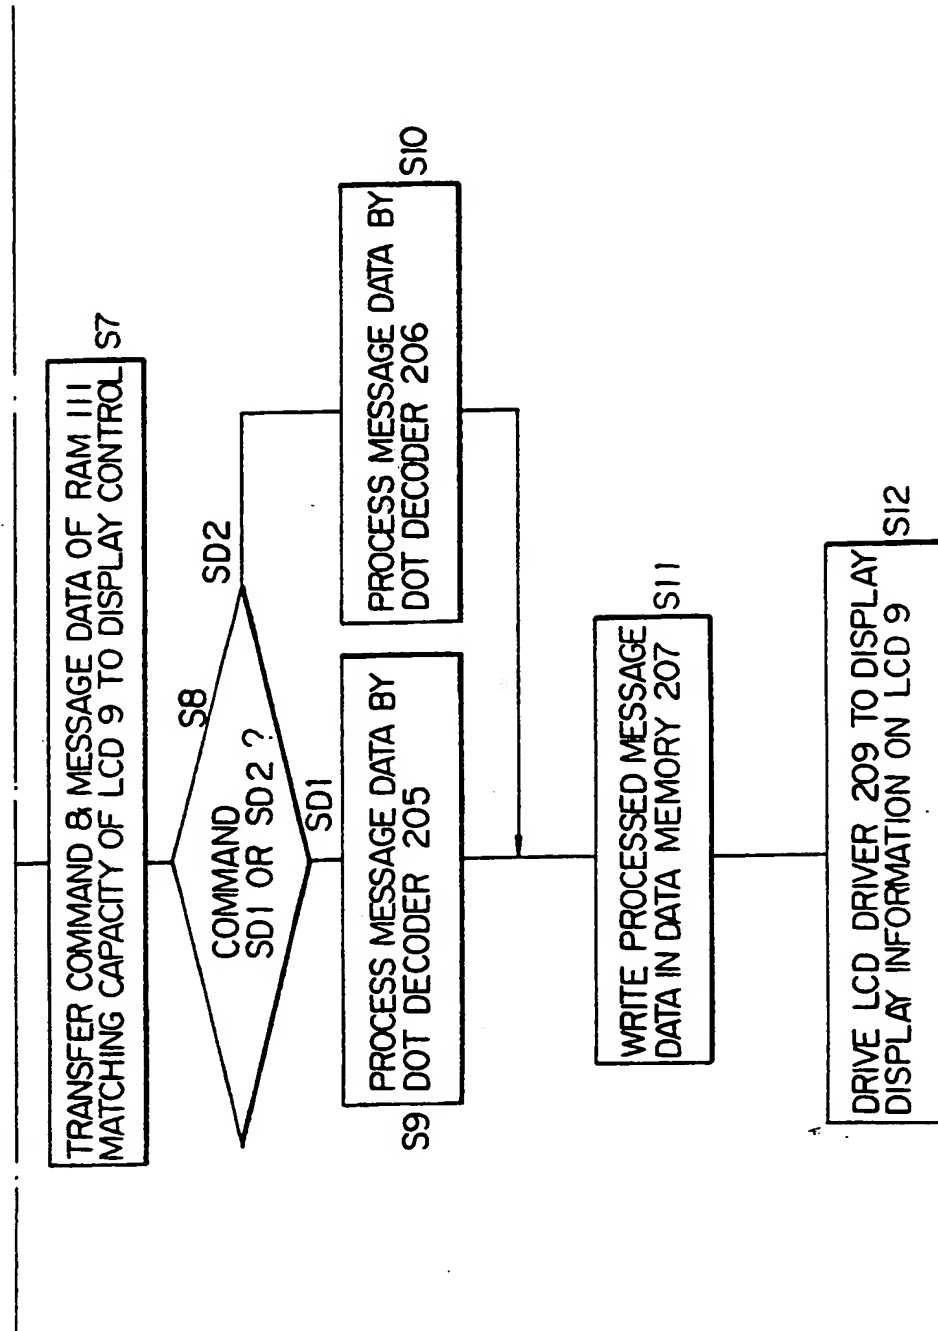 TRANSFER COMMAND & MESSAGE DATA OF RAM 111
MATCHING CAPACITY OF LCD 9 TO DISPLAY CONTROL
S7
S8
COMMAND
SD1 OR SD2 ?
SD2
SD1
S9
PROCESS MESSAGE DATA BY
DOT DECODER 205
PROCESS MESSAGE DATA BY
DOT DECODER 206
S10
WRITE PROCESSED MESSAGE
DATA IN DATA MEMORY 207
S11
DRIVE LCD DRIVER 209 TO DISPLAY
DISPLAY INFORMATION ON LCD 9
S12